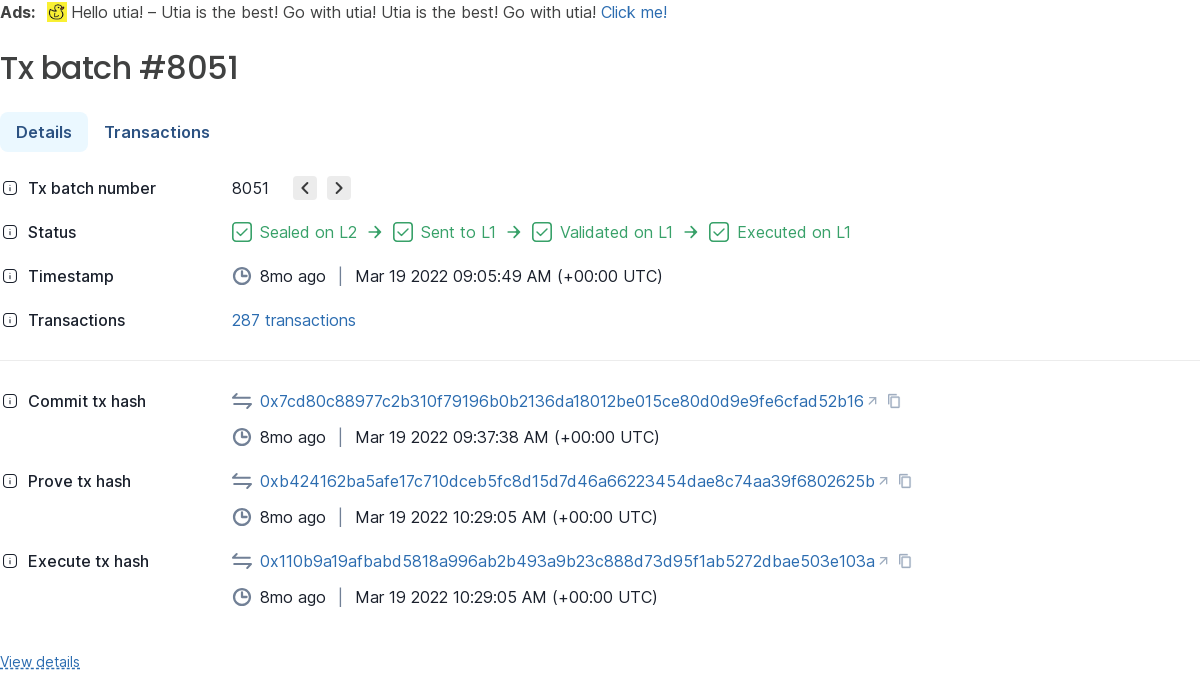 Ads: Hello utia! – Utia is the best! Go with utia! Utia is the best! Go with utia! Click me!
Tx batch #8051
Details Transactions
Tx batch number 8051
Status Sealed on L2 → Sent to L1 → Validated on L1 → Executed on L1
Timestamp 8mo ago | Mar 19 2022 09:05:49 AM (+00:00 UTC)
Transactions 287 transactions
Commit tx hash 0x7cd80c88977c2b310f79196b0b2136da18012be015ce80d0d9e9fe6cfad52b16
8mo ago | Mar 19 2022 09:37:38 AM (+00:00 UTC)
Prove tx hash 0xb424162ba5afe17c710dceb5fc8d15d7d46a66223454dae8c74aa39f6802625b
8mo ago | Mar 19 2022 10:29:05 AM (+00:00 UTC)
Execute tx hash 0x110b9a19afbabd5818a996ab2b493a9b23c888d73d95f1ab5272dbae503e103a
8mo ago | Mar 19 2022 10:29:05 AM (+00:00 UTC)
View details